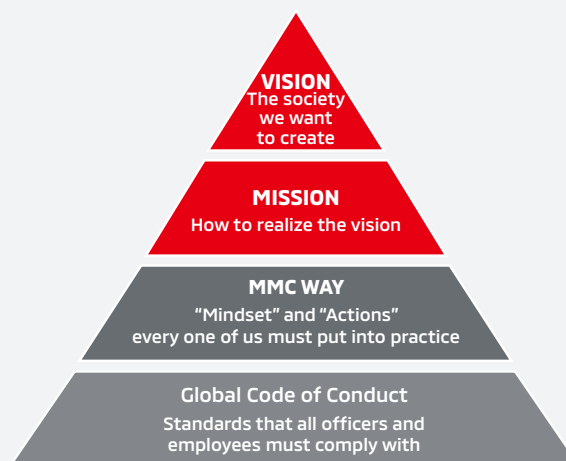 VISION
The society
we want
to create
MISSION
How to realize the vision
MMC WAY
“Mindset” and “Actions”
every one of us must put into practice
Global Code of Conduct
Standards that all officers and
employees must comply with